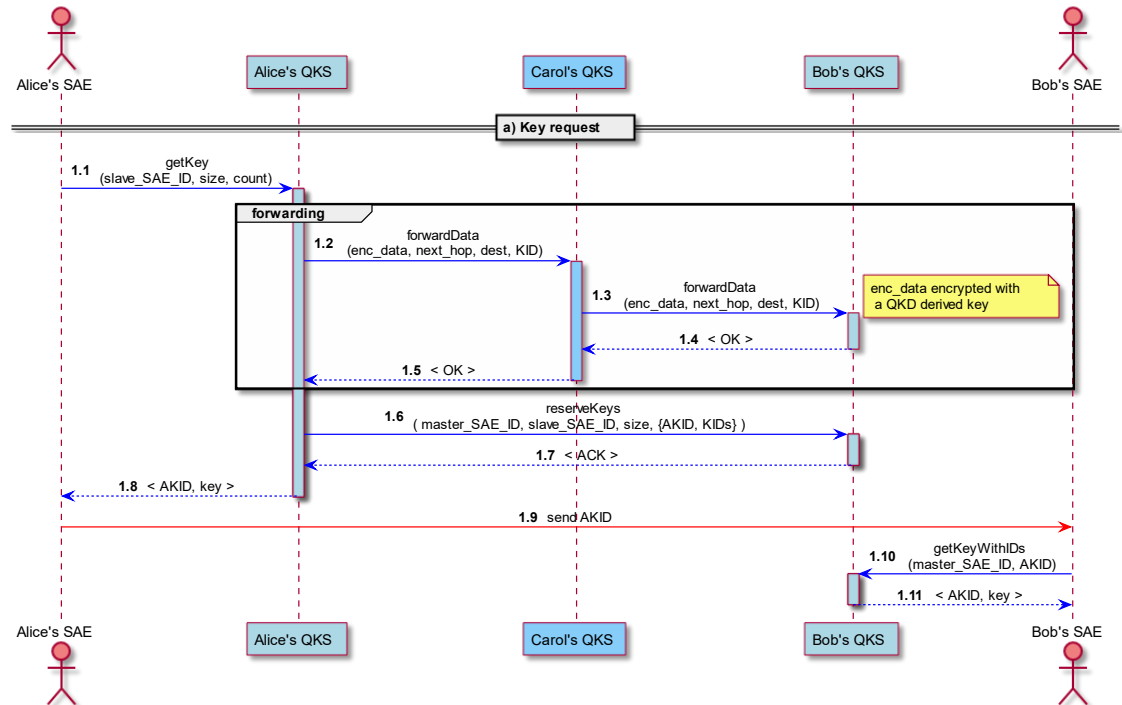 Alice's SAE
Alice's QKS
Carol's QKS
Bob's QKS
Bob's SAE
a) Key request
1.1 getKey
(slave_SAE_ID, size, count)
forwarding
1.2 forwardData
(enc_data, next_hop, dest, KID)
1.3 forwardData
(enc_data, next_hop, dest, KID)
enc_data encrypted with
a QKD derived key
1.4 < OK >
1.5 < OK >
1.6 reserveKeys
( master_SAE_ID, slave_SAE_ID, size, {AKID, KIDs} )
1.7 < ACK >
1.8 < AKID, key >
1.9 send AKID
1.10 getKeyWithIDs
(master_SAE_ID, AKID)
1.11 < AKID, key >
Alice's SAE
Alice's QKS
Carol's QKS
Bob's QKS
Bob's SAE